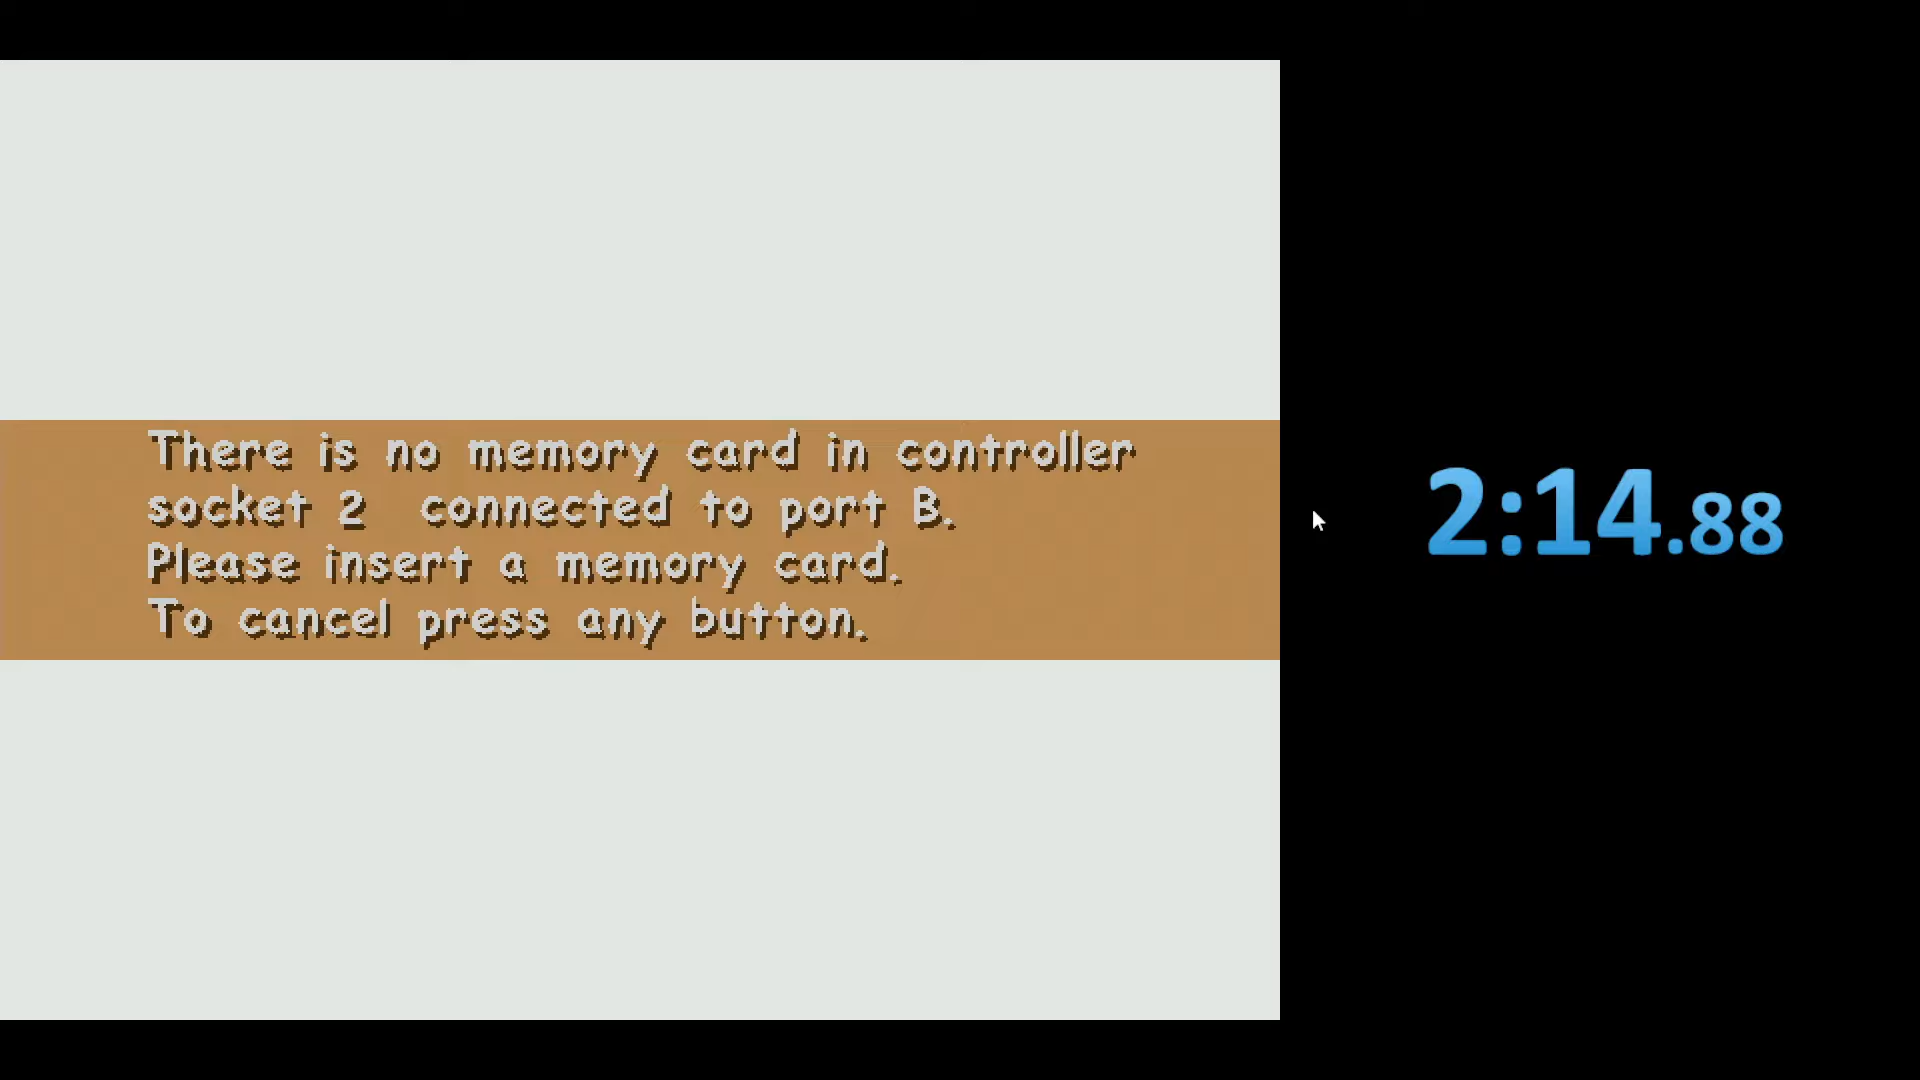 There is no memory card in controller
socket 2  connected to port B.
Please insert a memory card.
To cancel press any button.
2:14.88